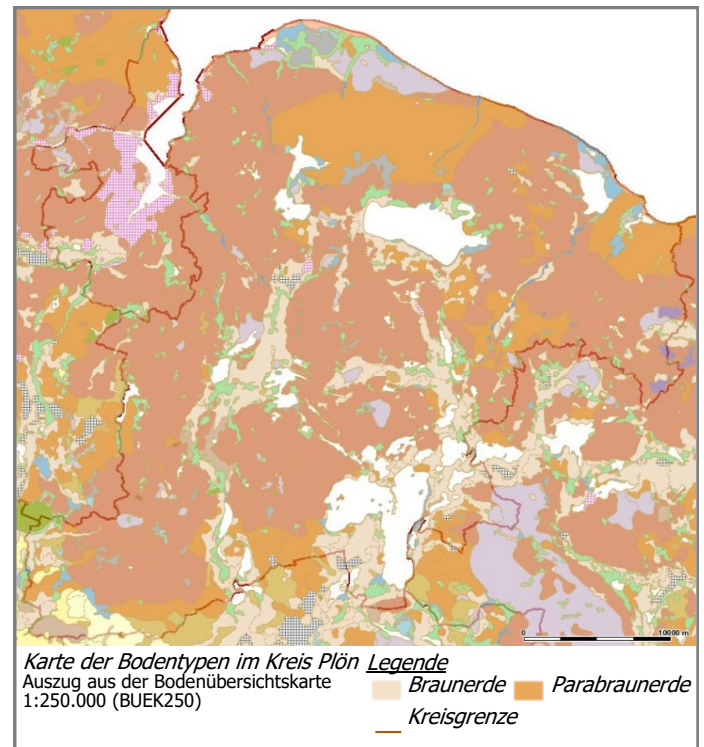 0 10000 m
Karte der Bodentypen im Kreis Plön Legende
Auszug aus der Bodenübersichtskarte
1:250.000 (BUEK250)
Braunerde Parabraunerde
Kreisgrenze